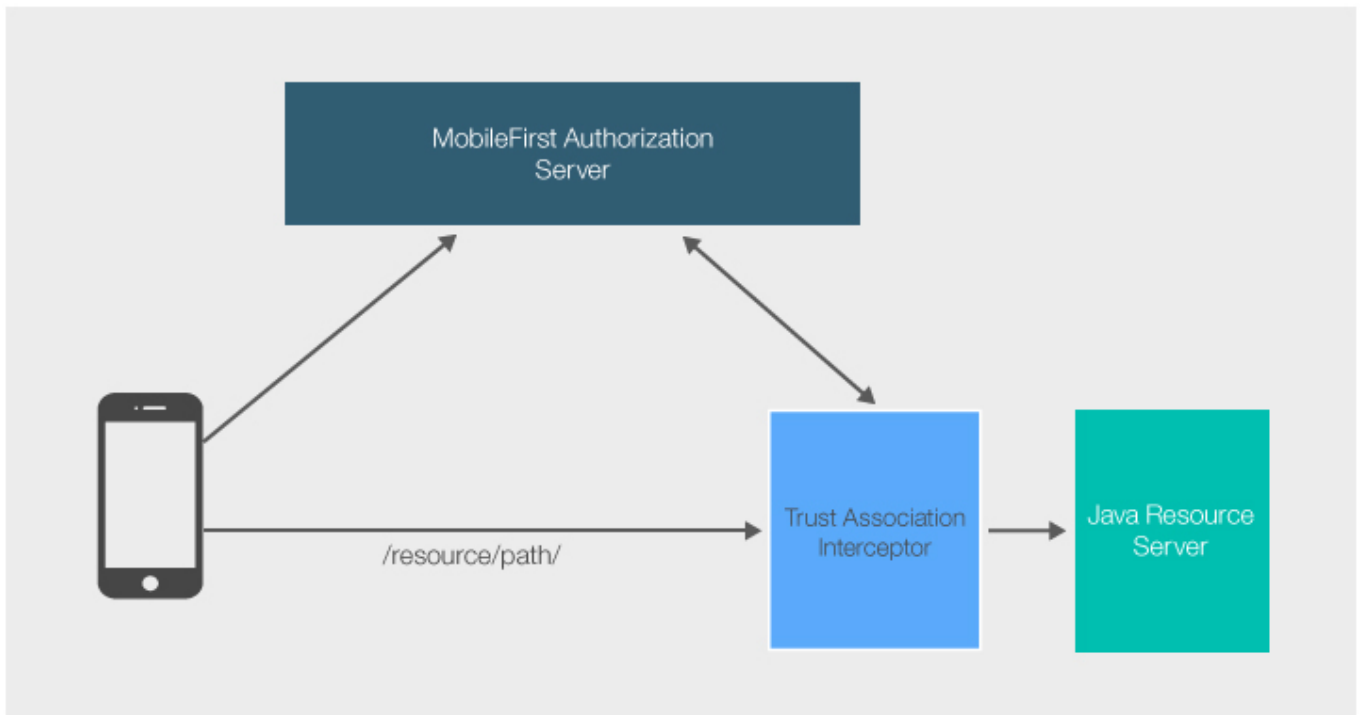 MobileFirst Authorization
Server
Trust Association
Interceptor
Java Resource
Server
/resource/path/